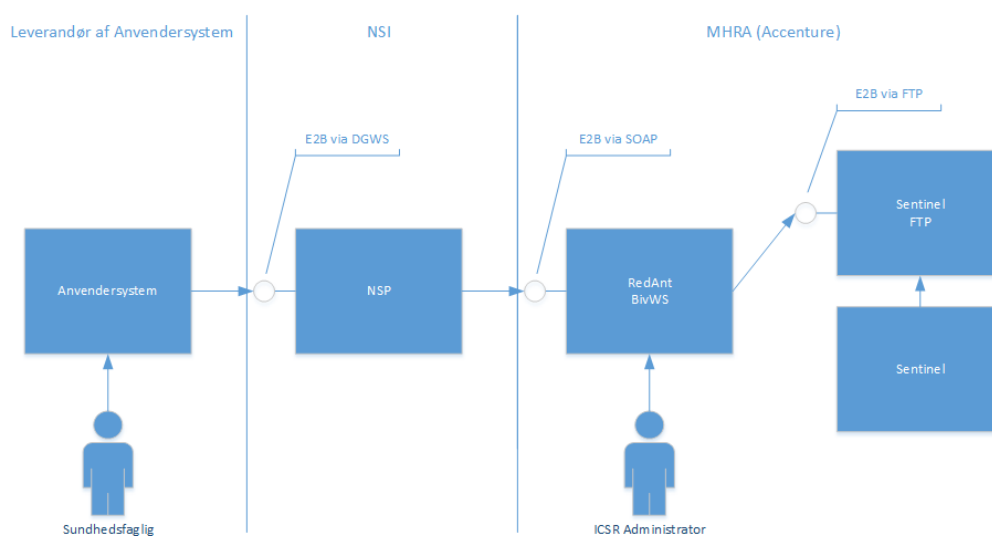 Leverandør af Anvendersystem
NSI
MHRA (Accenture)
E2B via FTP
E2B via DGWS
E2B via SOAP
Sentinel
FTP
Anvendersystem
NSP
RedAnt
BivWS
Sentinel
Sundhedsfaglig
ICSR Administrator